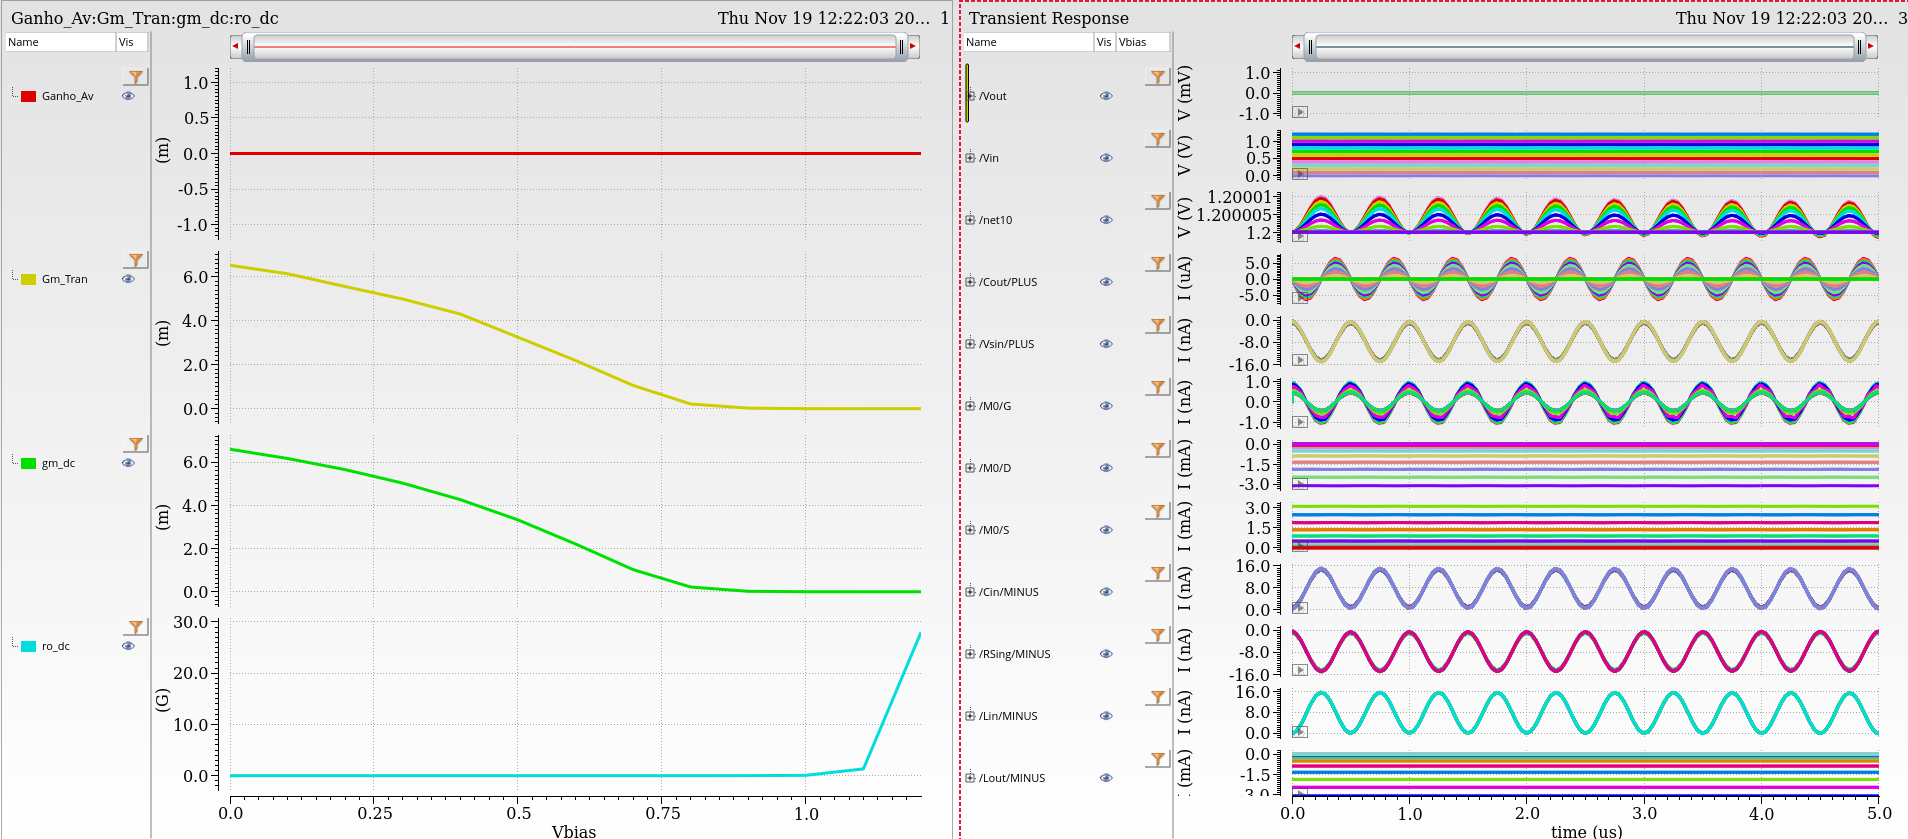 Ganho_Av:Gm_Tran:gm_dc:ro_dc
Thu Nov 19 12:22:03 20... 1
Name Vis
Ganho_Av
1.0
0.5
0.0
-0.5
-1.0
(m)
Gm_Tran
6.0
4.0
2.0
0.0
(m)
gm_dc
6.0
4.0
2.0
0.0
(m)
ro_dc
30.0
20.0
10.0
0.0
(G)
0.0 0.25 0.5 0.75 1.0
Vbias
Transient Response
Thu Nov 19 12:22:03 20... 3
Name Vis Vbias
/Vout
V (mV)
1.0
0.0
-1.0
/Vin
V (V)
1.0
0.5
0.0
/net10
V (V)
1.20001
1.200005
1.2
/Cout/PLUS
I (uA)
5.0
0.0
-5.0
/Vsin/PLUS
I (nA)
0.0
-8.0
-16.0
/M0/G
I (nA)
1.0
0.0
-1.0
/M0/D
I (mA)
0.0
-1.5
-3.0
/M0/S
I (mA)
3.0
1.5
0.0
/Cin/MINUS
I (nA)
16.0
8.0
0.0
/RSing/MINUS
I (nA)
0.0
-8.0
-16.0
/Lin/MINUS
I (nA)
16.0
8.0
0.0
/Lout/MINUS
(mA)
0.0
-1.5
3.0
0.0 1.0 2.0 3.0 4.0 5.0
time (us)